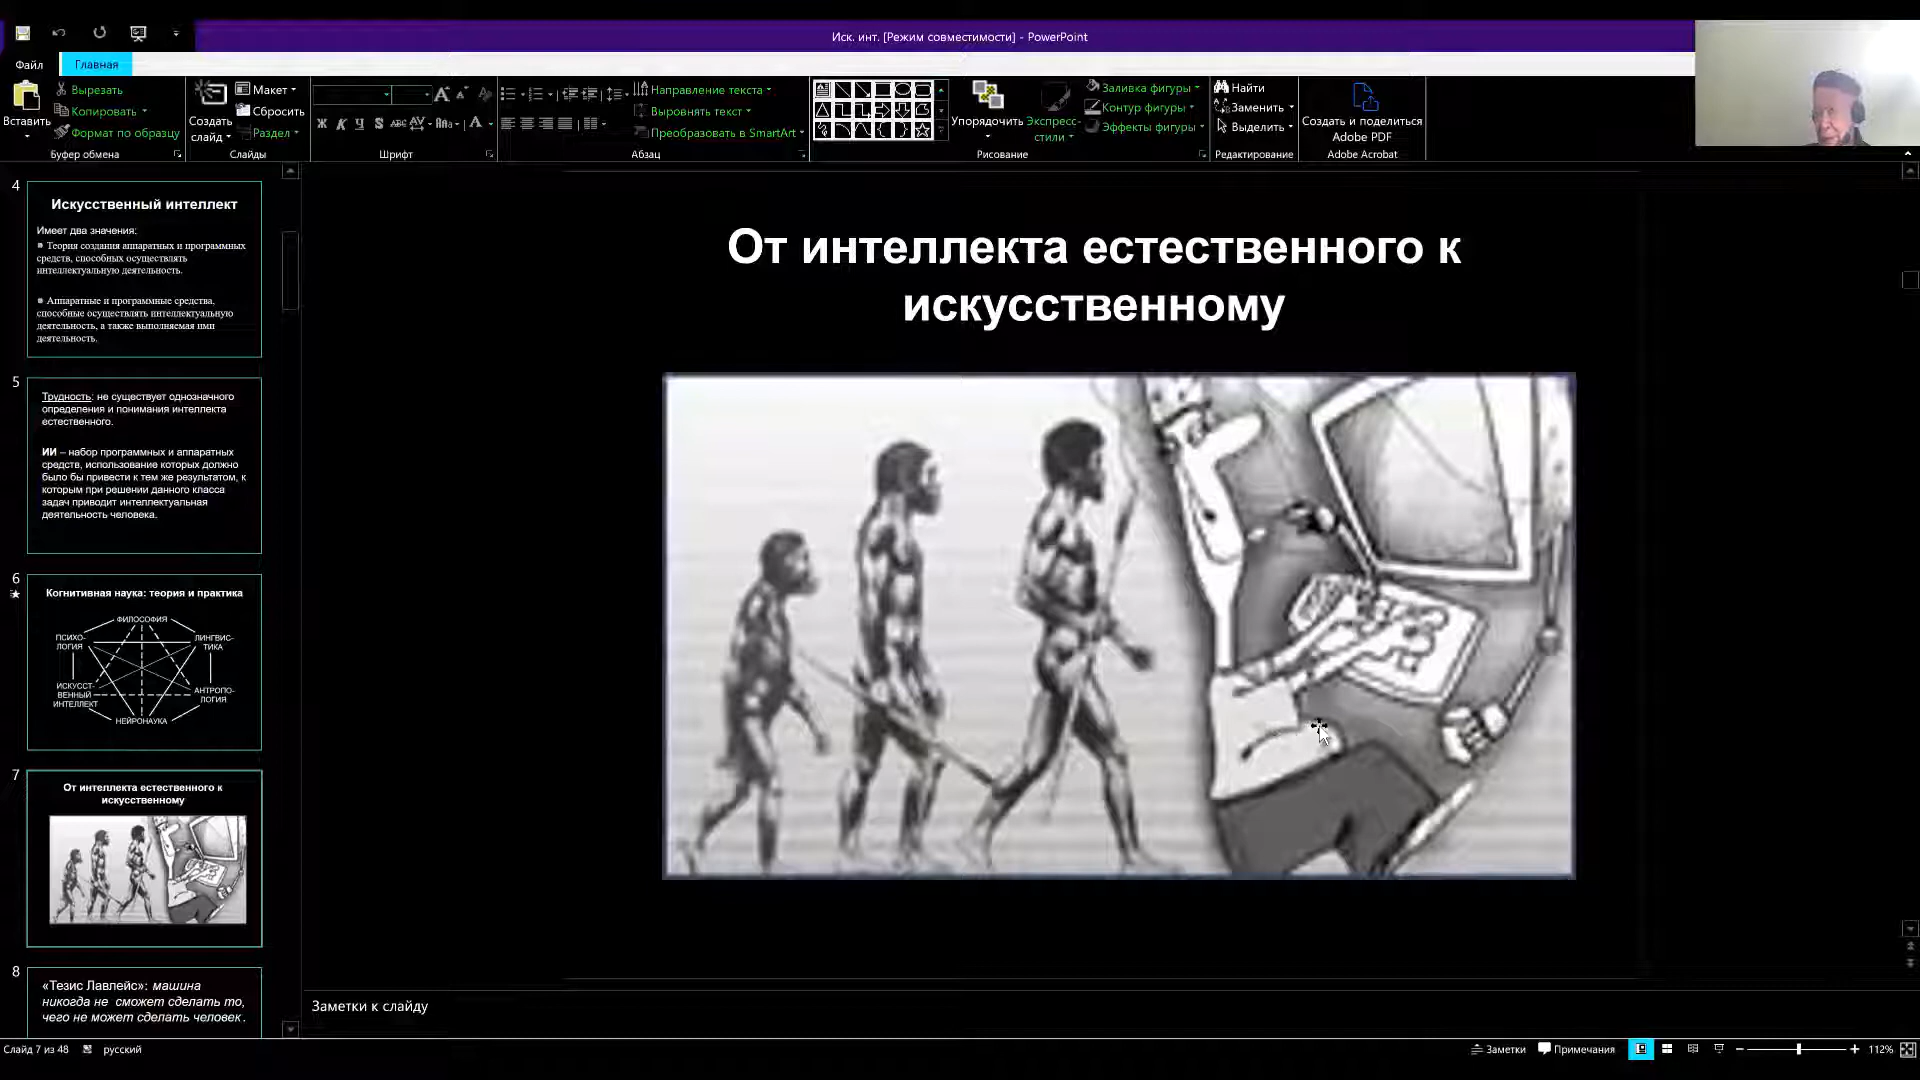 Иск. инт. [Режим совместимости] - PowerPoint
Файл
Главная
Вставить
Вырезать
Копировать
Формат по образцу
Буфер обмена
Создать
слайд
Макет
Сбросить
Раздел
Слайды
Ж К Ч S abc AV Aa A
Шрифт
Направление текста
Выровнять текст
Преобразовать в SmartArt
Абзац
Упорядочить
Экспресс-
стили
Заливка фигуры
Контур фигуры
Эффекты фигуры
Рисование
Найти
Заменить
Выделить
Редактирование
Создать и поделиться
Adobe PDF
Adobe Acrobat
4
Искусственный интеллект
Имеет два значения:
Теория создания аппаратных и программных
средств, способных осуществлять
интеллектуальную деятельность.
Аппаратные и программные средства,
способные осуществлять интеллектуальную
деятельность, а также выполняемая ими
деятельность.
5
Трудность: не существует однозначного
определения и понимания интеллекта
естественного.
ИИ – набор программных и аппаратных
средств, использование которых должно
было бы привести к тем же результатом, к
которым при решении данного класса
задач приводит интеллектуальная
деятельность человека.
6
Когнитивная наука: теория и практика
ФИЛОСОФИЯ
ПСИХО-
ЛОГИЯ
ЛИНГВИС-
ТИКА
ИСКУССТ-
ВЕННЫЙ
ИНТЕЛЛЕКТ
АНТРОПО-
ЛОГИЯ
НЕЙРОНАУКА
7
От интеллекта естественного к
искусственному
8
«Тезис Лавлейс»: машина
никогда не сможет сделать то,
чего не может сделать человек.
От интеллекта естественного к
искусственному
Заметки к слайду
Слайд 7 из 48
русский
Заметки
Примечания
112%